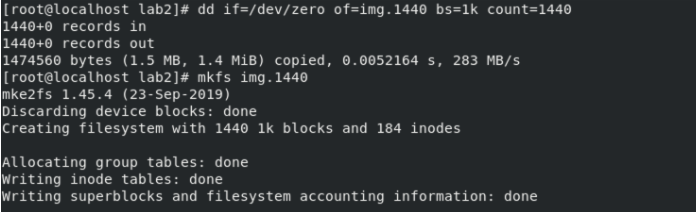 [root@localhost lab2]# dd if=/dev/zero of=img.1440 bs=1k count=1440
1440+0 records in
1440+0 records out
1474560 bytes (1.5 MB, 1.4 MiB) copied, 0.0052164 s, 283 MB/s
[root@localhost lab2]# mkfs img.1440
mke2fs 1.45.4 (23-Sep-2019)
Discarding device blocks: done
Creating filesystem with 1440 1k blocks and 184 inodes
Allocating group tables: done
Writing inode tables: done
Writing superblocks and filesystem accounting information: done